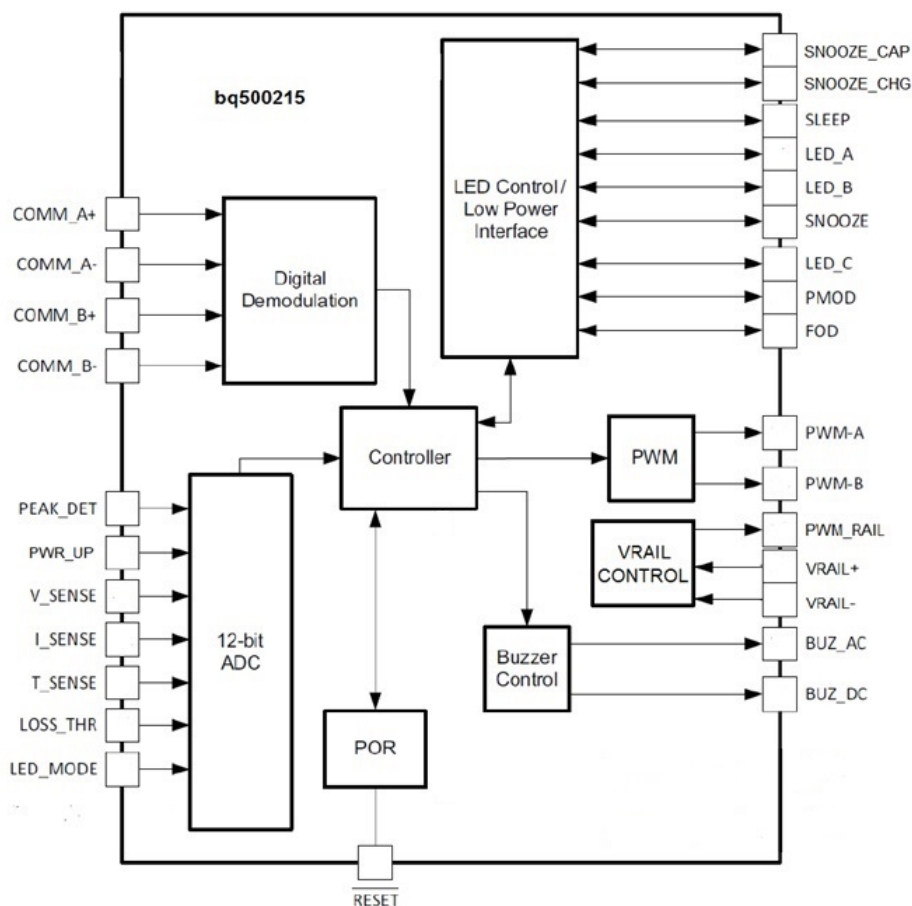 bq500215
COMM_A+
COMM_A-
COMM_B+
COMM_B-
Digital
Demodulation
LED Control /
Low Power
Interface
SNOOZE_CAP
SNOOZE_CHG
SLEEP
LED_A
LED_B
SNOOZE
LED_C
PMOD
FOD
Controller
PWM
PWM-A
PWM-B
VRAIL
CONTROL
PWM_RAIL
VRAIL+
VRAIL-
Buzzer
Control
BUZ_AC
BUZ_DC
PEAK_DET
PWR_UP
V_SENSE
I_SENSE
T_SENSE
LOSS_THR
LED_MODE
12-bit
ADC
POR
RESET